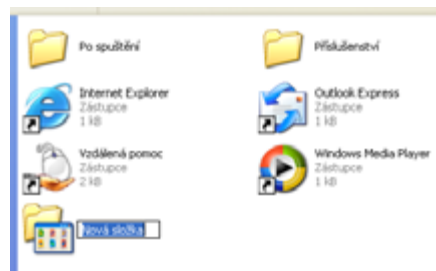 Po spuštění
Příslušenství
Internet Explorer
Zástupce
1 kB
Outlook Express
Zástupce
1 kB
Vzdálená pomoc
Zástupce
2 kB
Windows Media Player
Zástupce
1 kB
Nová složka